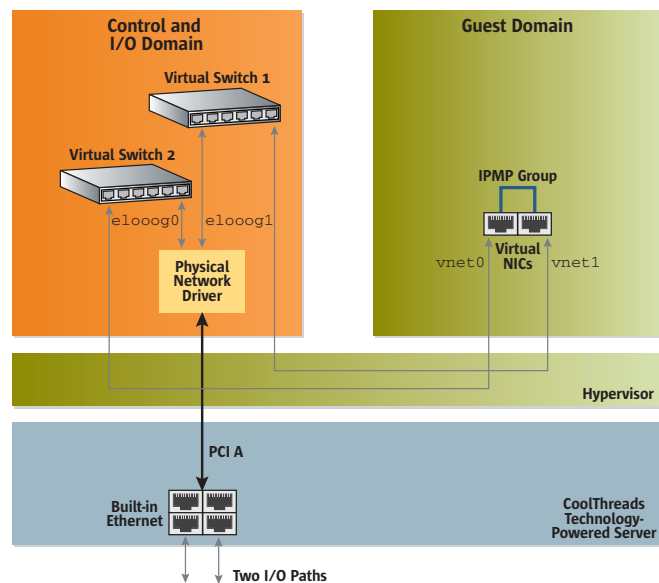 Control and
I/O Domain
Guest Domain
Virtual Switch 1
Virtual Switch 2
IPMP Group
elooog0
elooog1
Virtual
NICs
vnet0
vnet1
Physical
Network
Driver
Hypervisor
PCI A
Built-in
Ethernet
CoolThreads
Technology-
Powered Server
Two I/O Paths